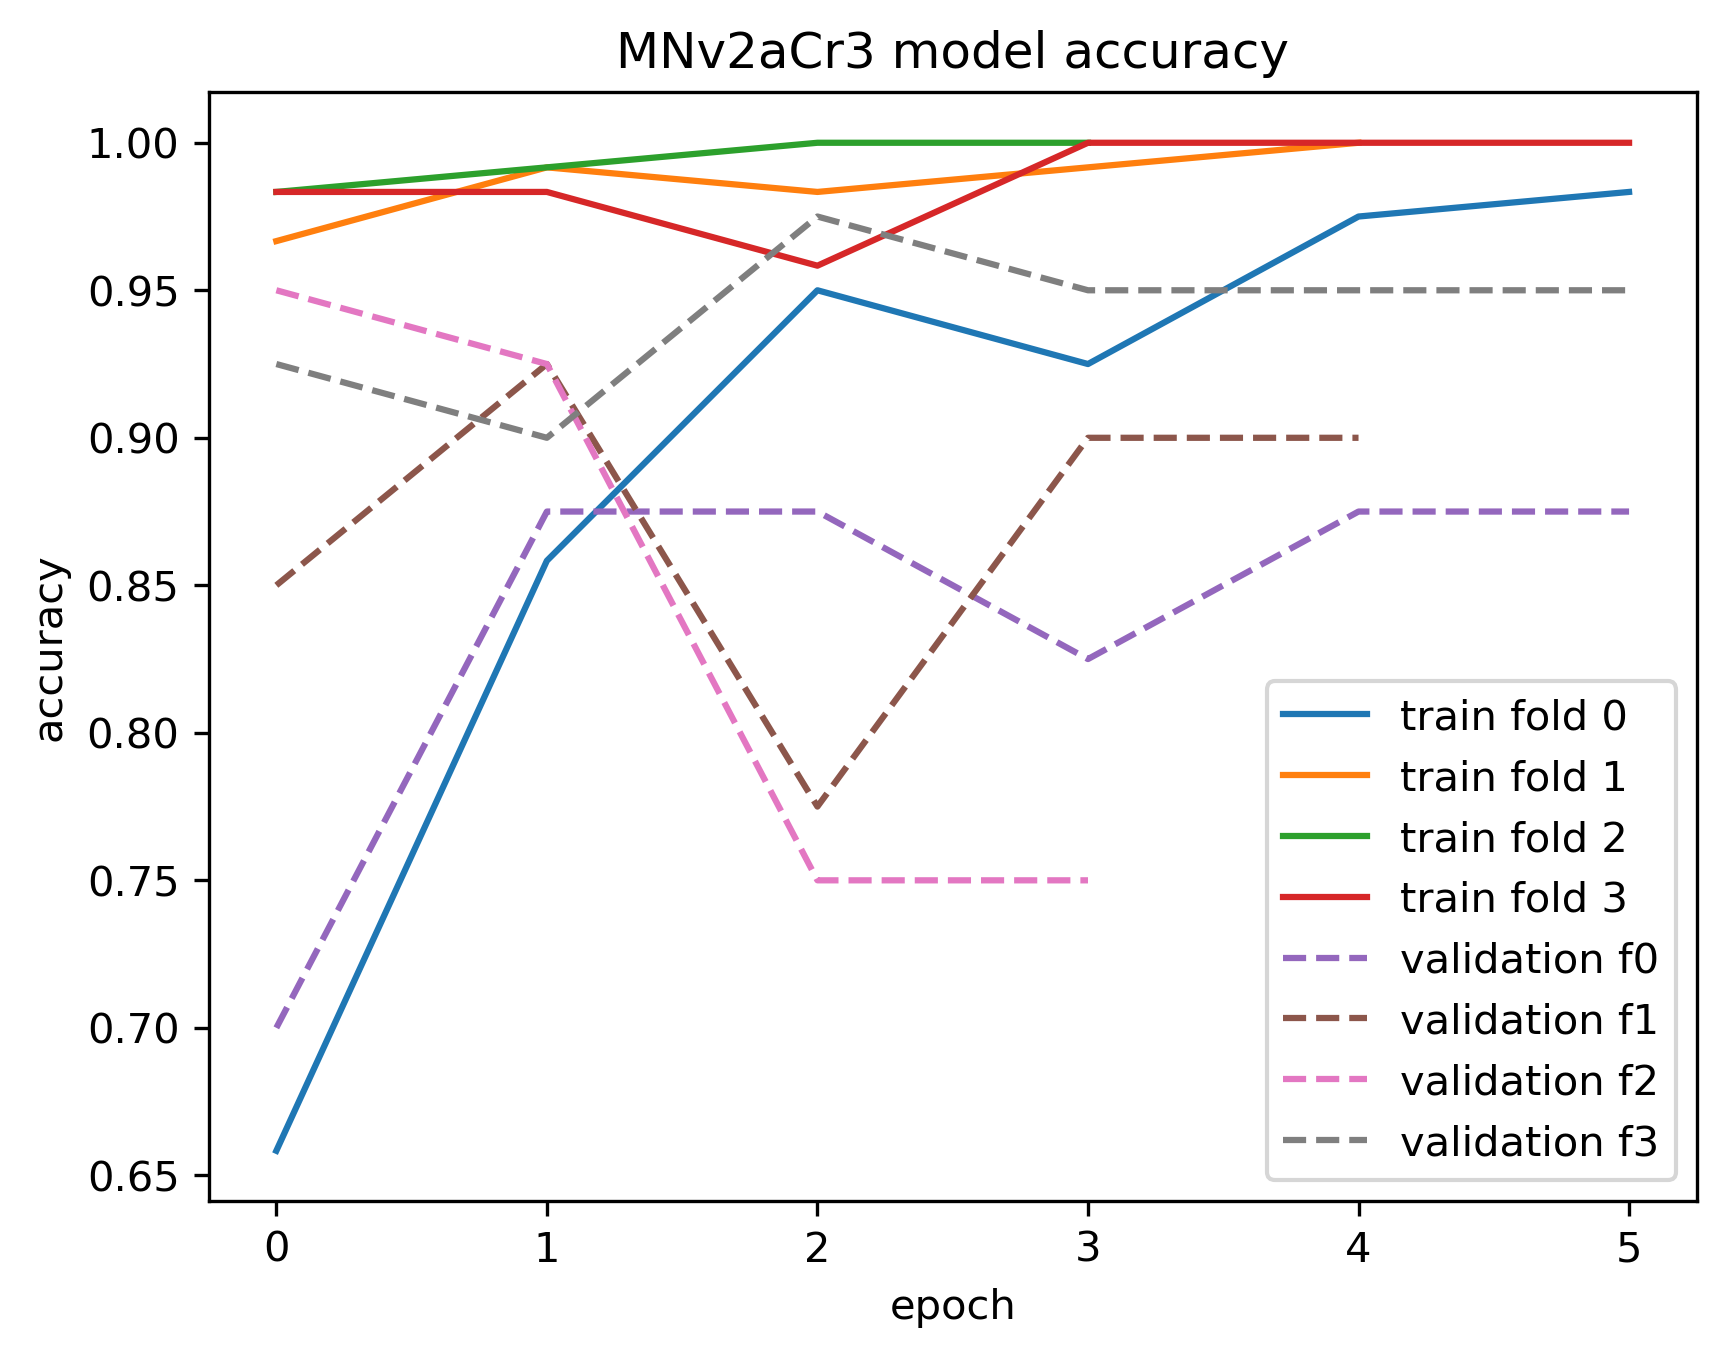 MNv2aCr3 model accuracy
1.00
0.95
0.90
0.85
0.80
0.75
0.70
0.65
accuracy
train fold 0
train fold 1
train fold 2
train fold 3
validation f0
validation f1
validation f2
validation f3
0 1 2 3 4 5
epoch